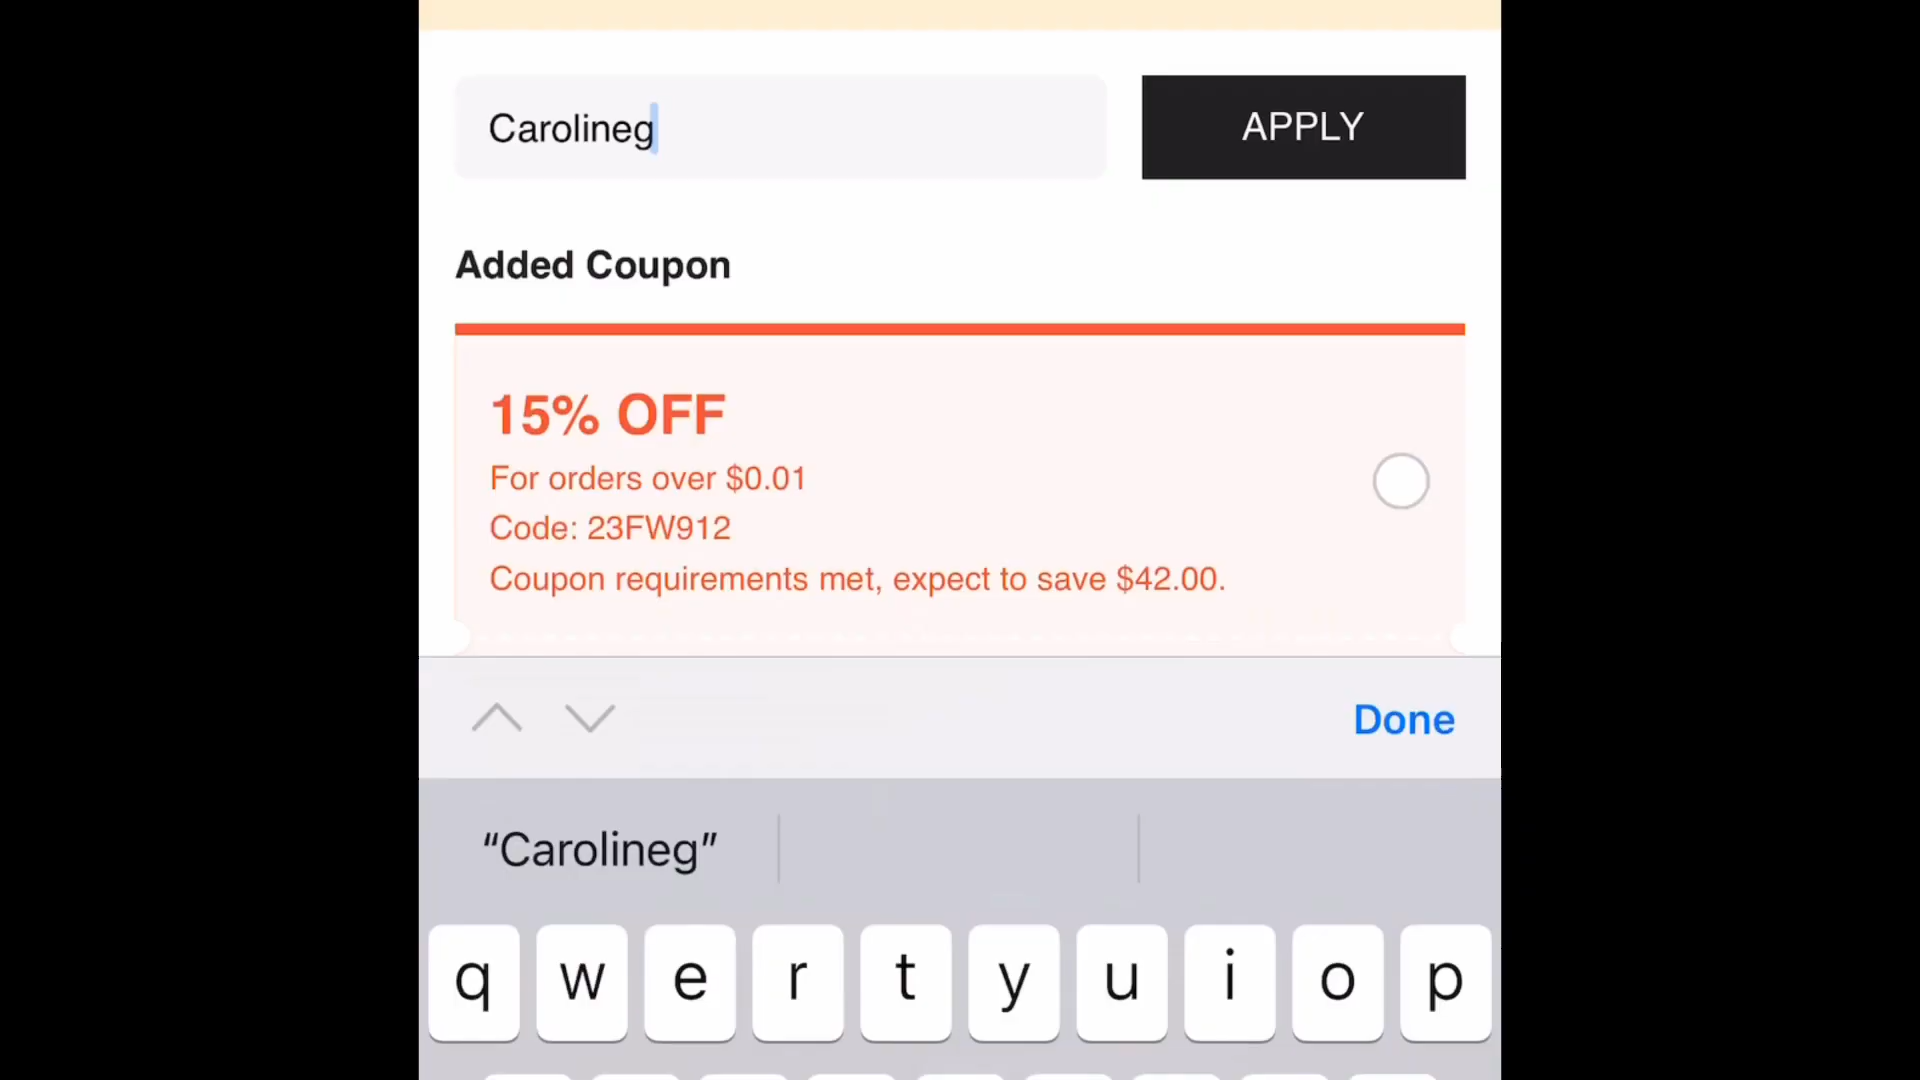 Carolineg
APPLY
Added Coupon
15% OFF
For orders over $0.01
Code: 23FW912
Coupon requirements met, expect to save $42.00.
Done
“Carolineg”
q w e r t y u i o p